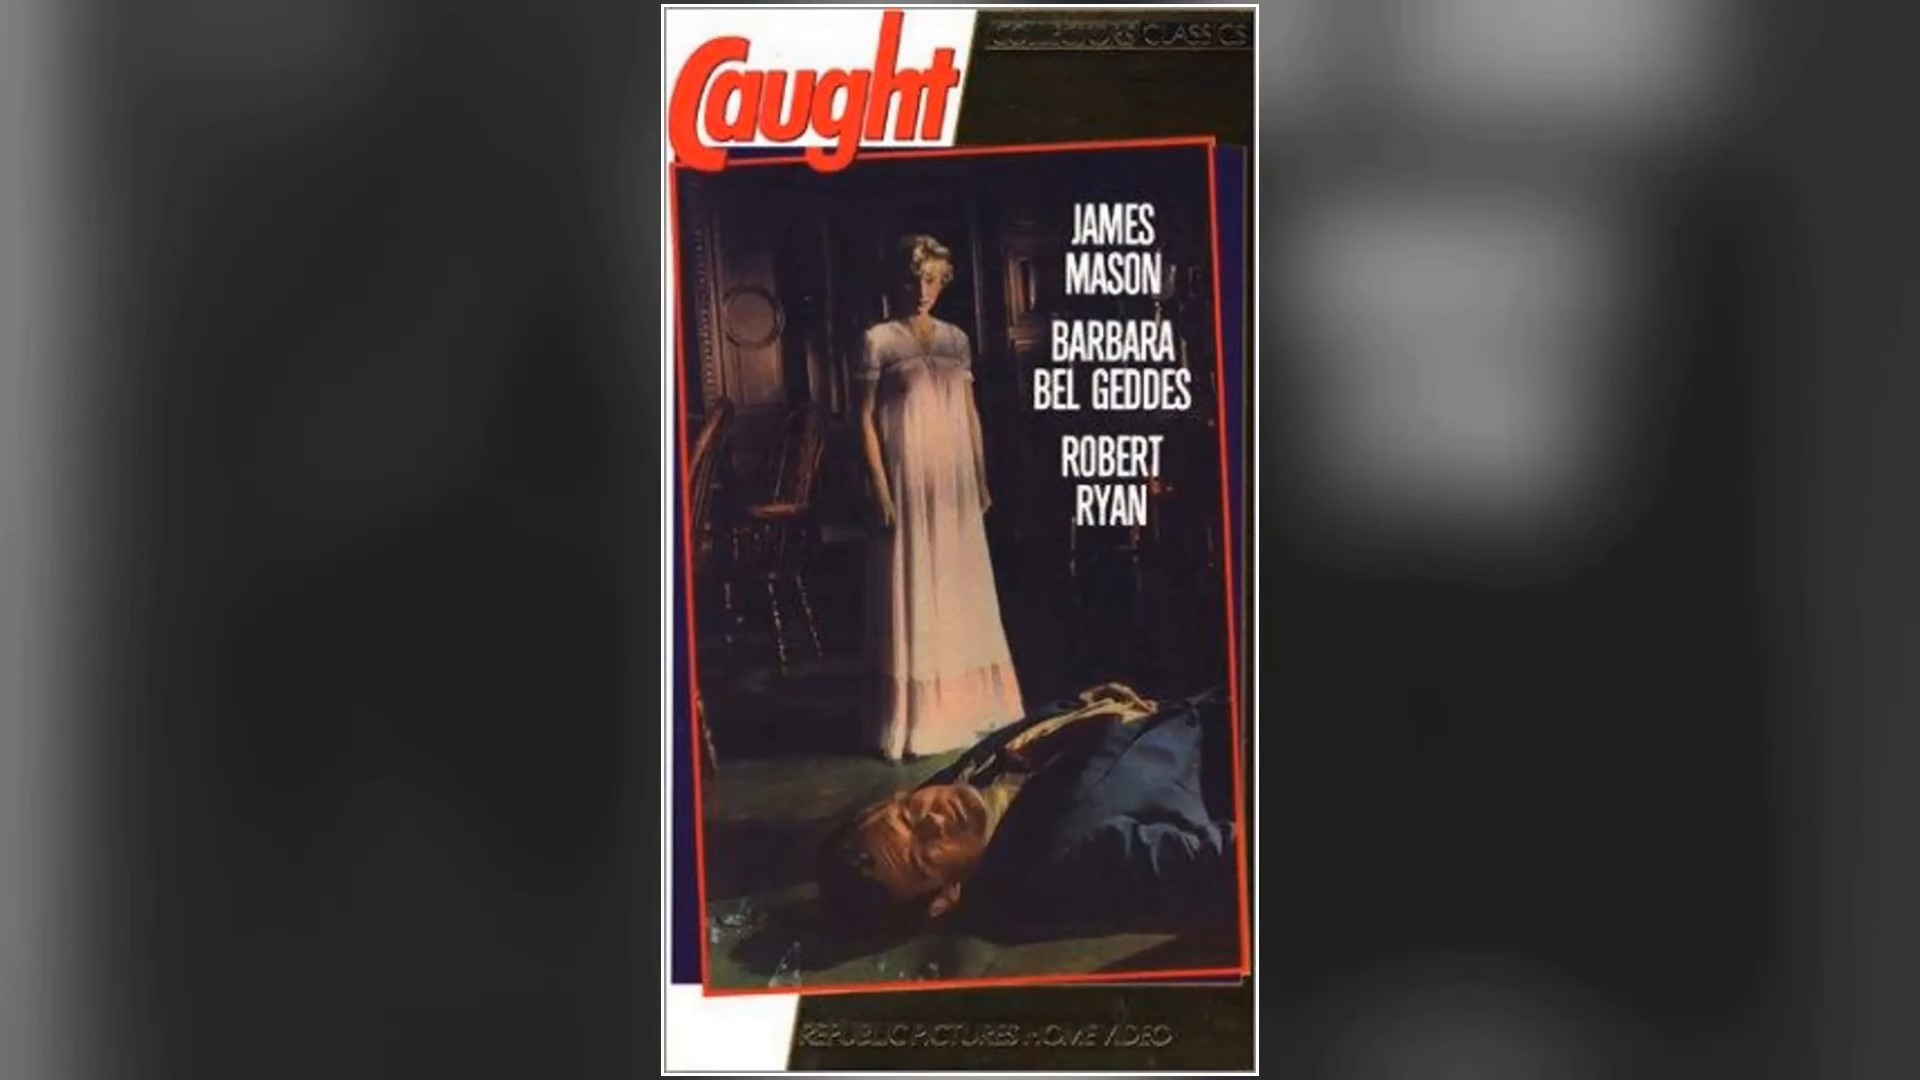 Caught
COLLECTORS' CLASSICS
JAMES
MASON
BARBARA
BEL GEDDES
ROBERT
RYAN
REPUBLIC PICTURES HOME VIDEO